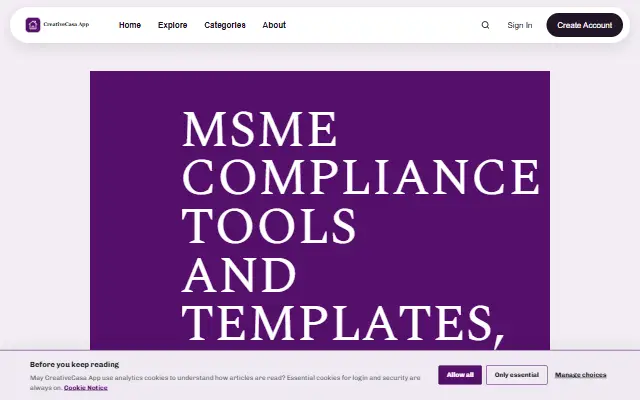 CreativeCasa App
Home Explore Categories About
Sign In
Create Account
MSME
COMPLIANCE
TOOLS
AND
TEMPLATES,
Before you keep reading
May CreativeCasa App use analytics cookies to understand how articles are read? Essential cookies for login and security are
always on. Cookie Notice
Allow all
Only essential
Manage choices